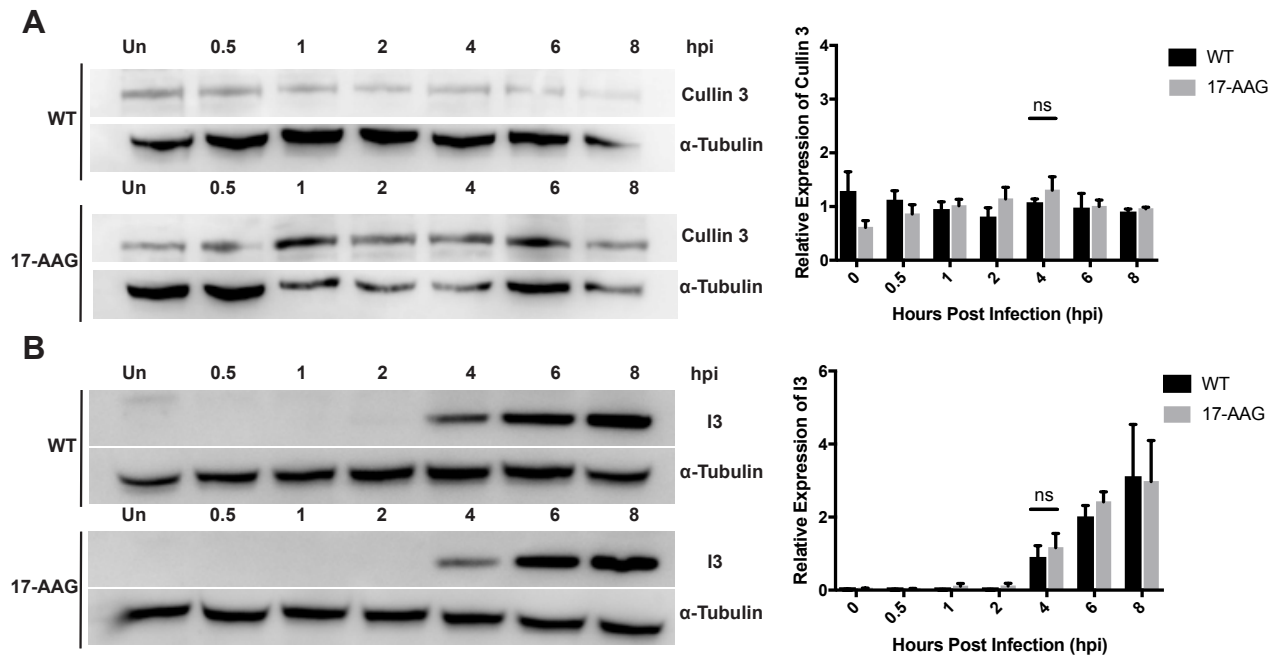 A
Un 0.5 1 2 4 6 8 hpi
WT
Cullin 3
α-Tubulin
Un 0.5 1 2 4 6 8
17-AAG
Cullin 3
α-Tubulin
Relative Expression of Cullin 3
4
3
2
1
0
ns
WT
17-AAG
0 0.5 1 2 4 6 8
Hours Post Infection (hpi)
B
Un 0.5 1 2 4 6 8 hpi
WT
I3
α-Tubulin
Un 0.5 1 2 4 6 8
17-AAG
I3
α-Tubulin
Relative Expression of I3
6
4
2
0
ns
WT
17-AAG
0 0.5 1 2 4 6 8
Hours Post Infection (hpi)